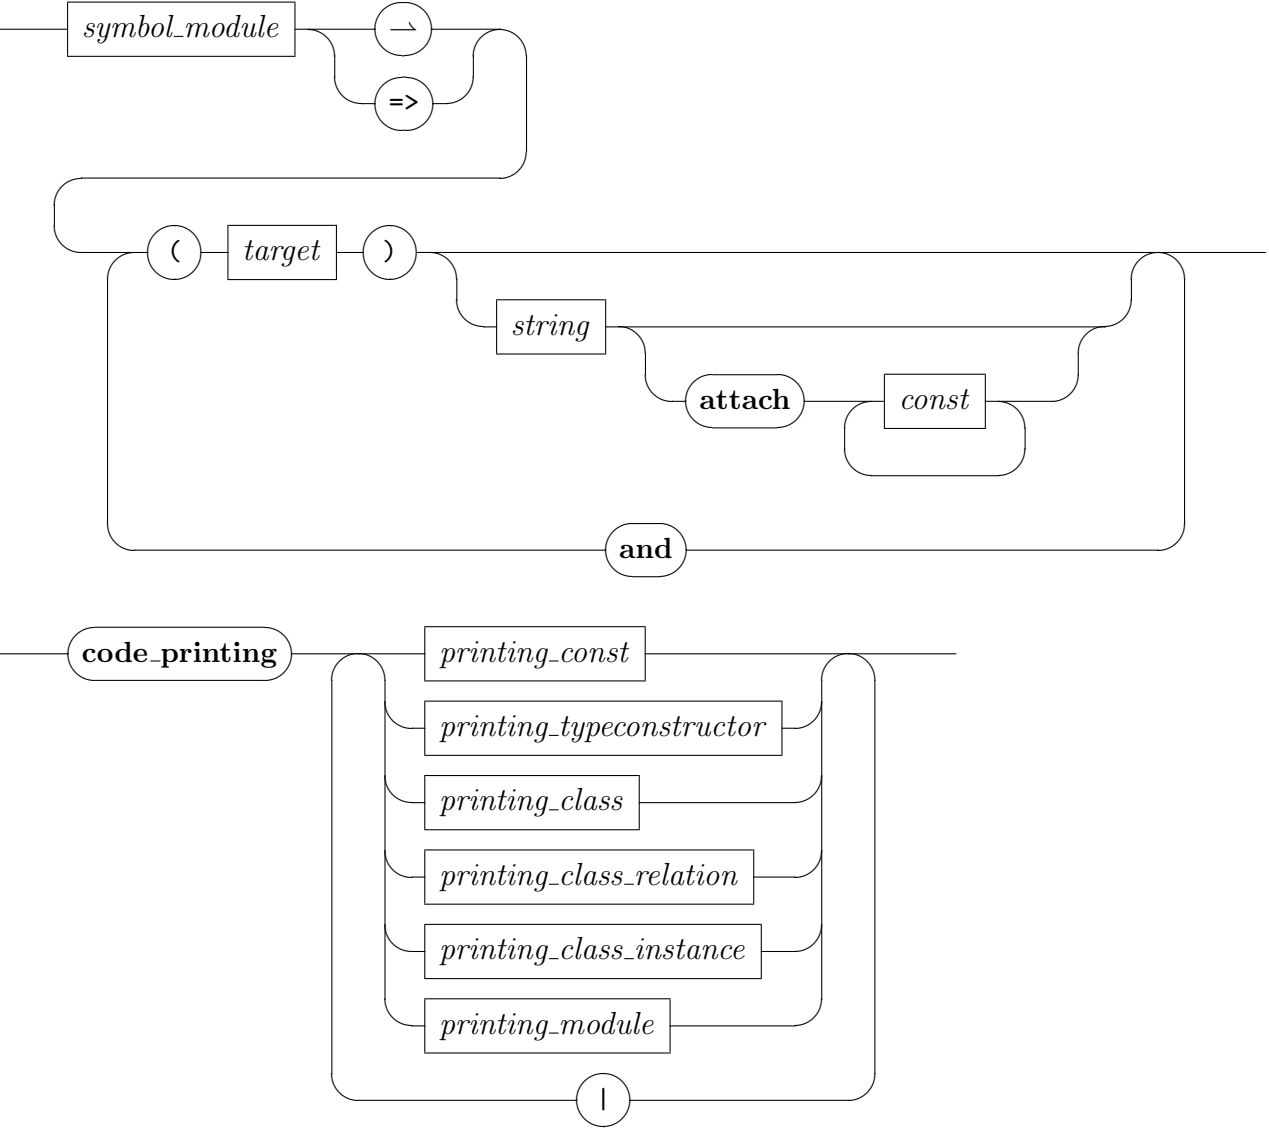 symbol_module ⇀
=>
( target ) 
string
attach const
and
code_printing printing_const
printing_typeconstructor
printing_class
printing_class_relation
printing_class_instance
printing_module
|